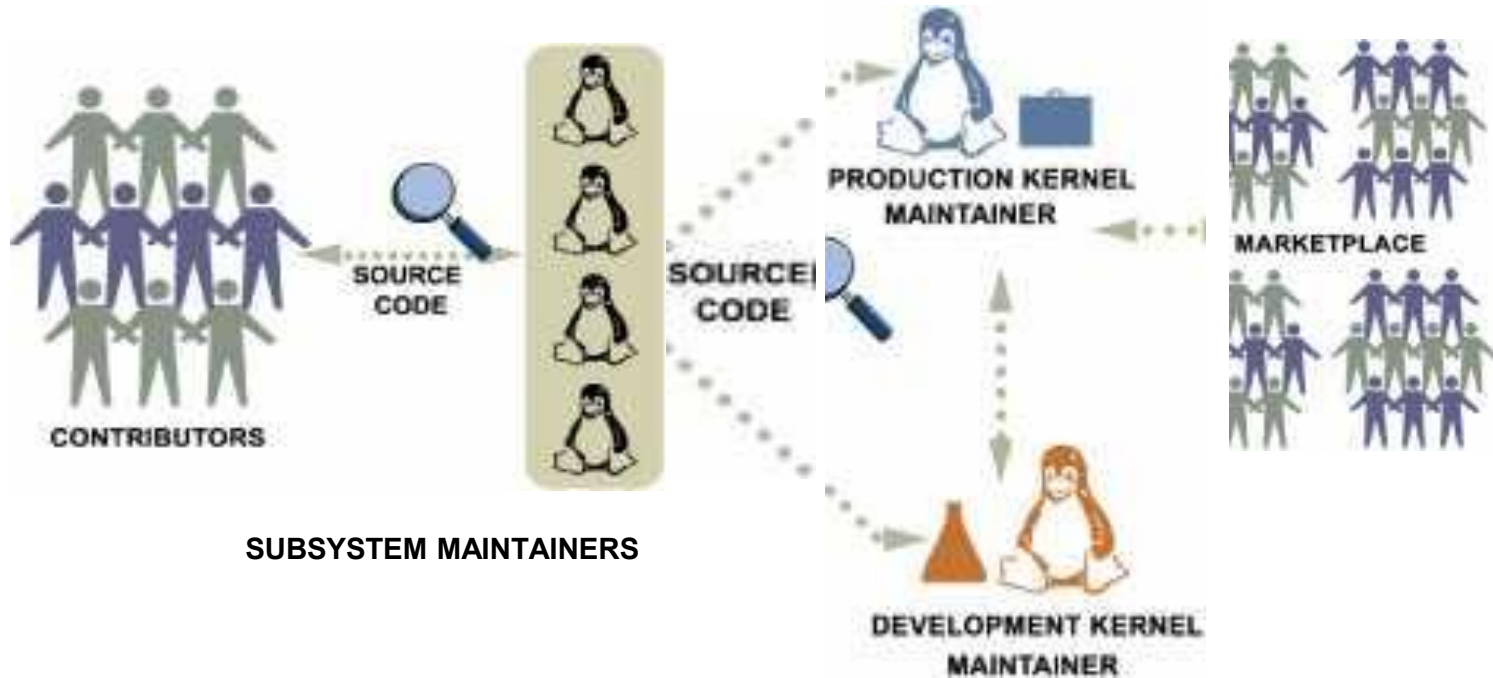 CONTRIBUTORS
SOURCE
CODE
SUBSYSTEM MAINTAINERS
SOURCE
CODE
PRODUCTION KERNEL
MAINTAINER
DEVELOPMENT KERNEL
MAINTAINER
MARKETPLACE